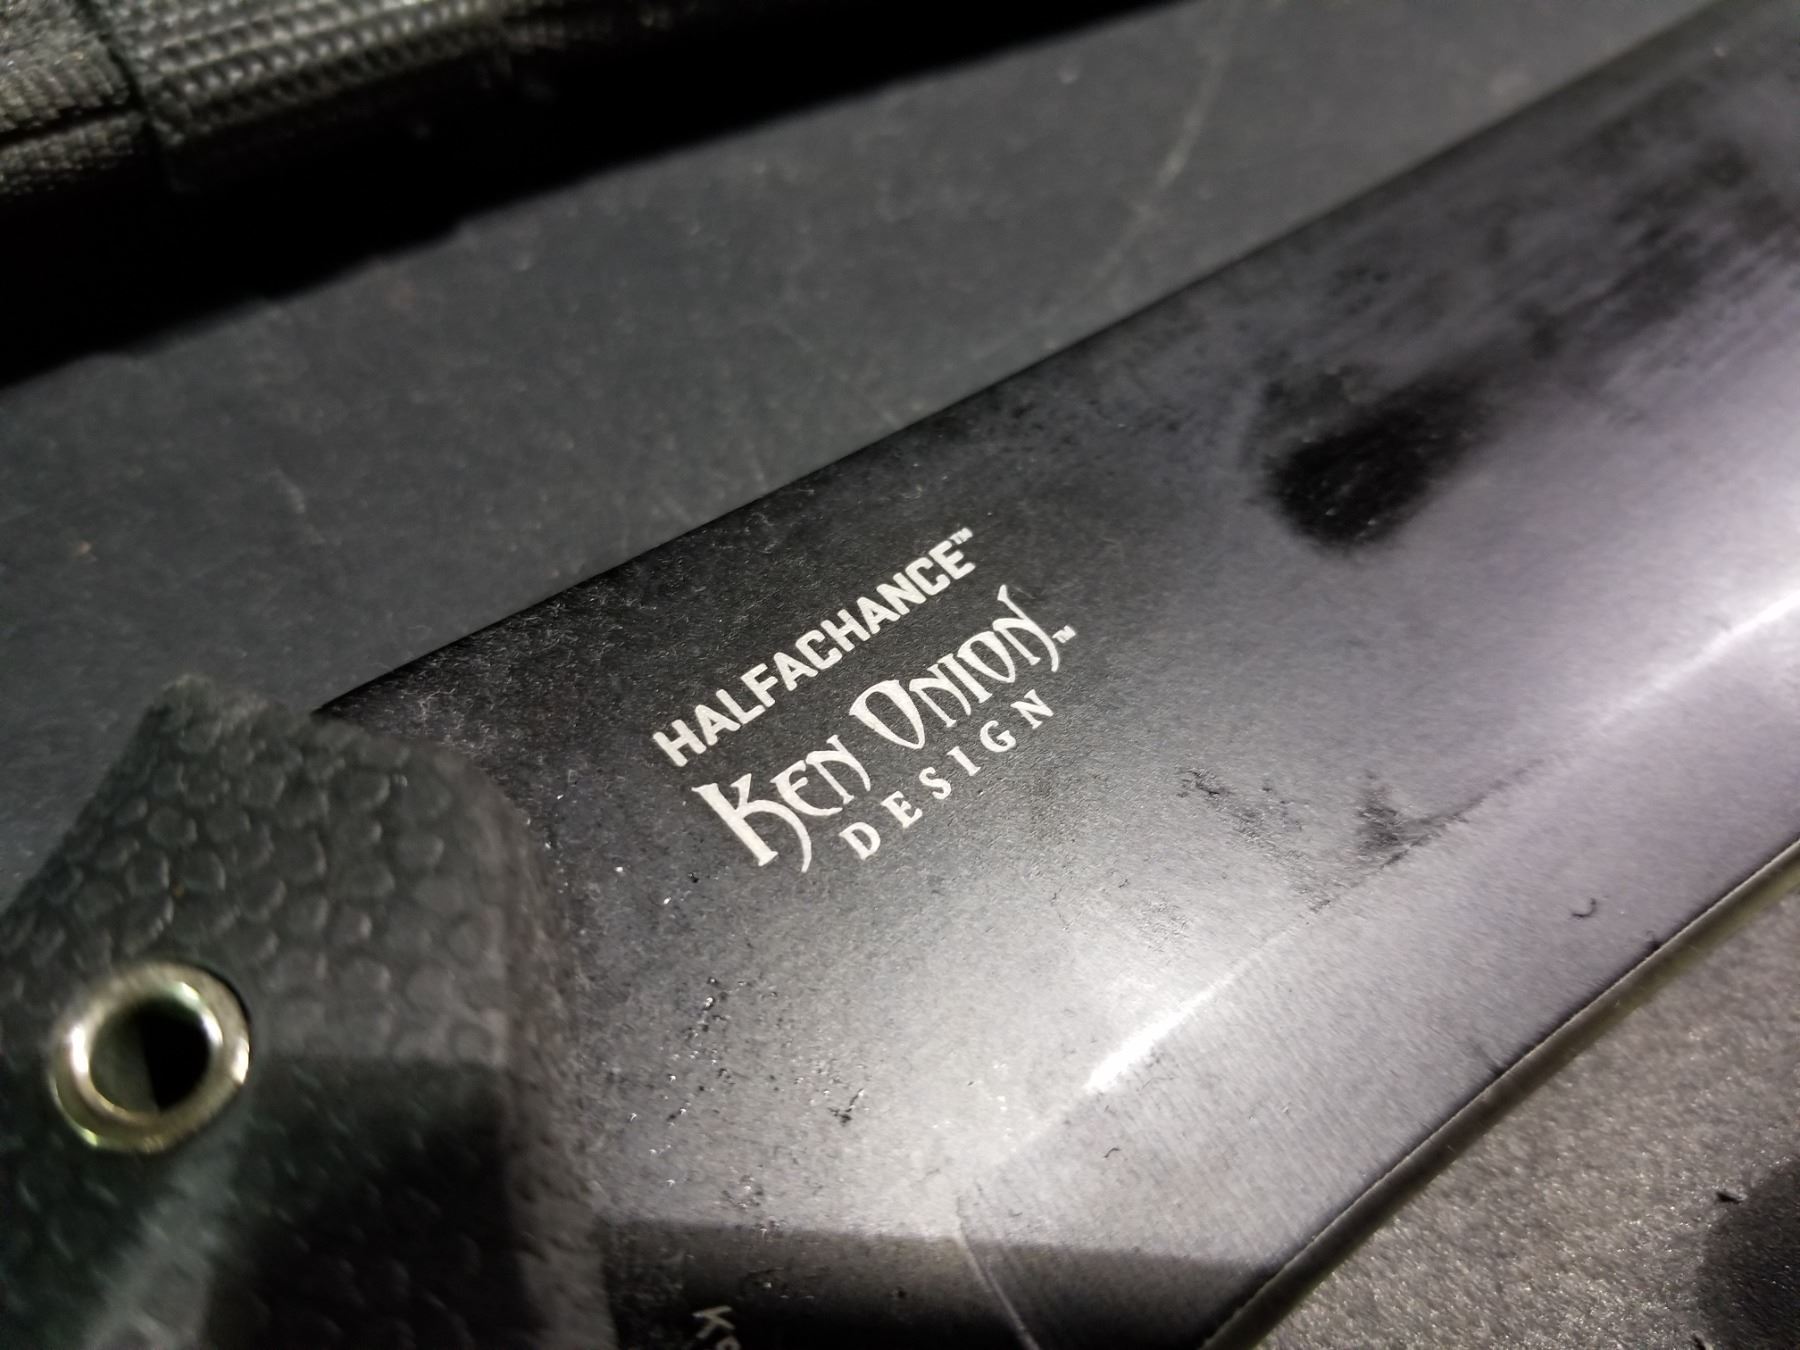 HALFACHANCE™
KEN ONION™
DESIGN